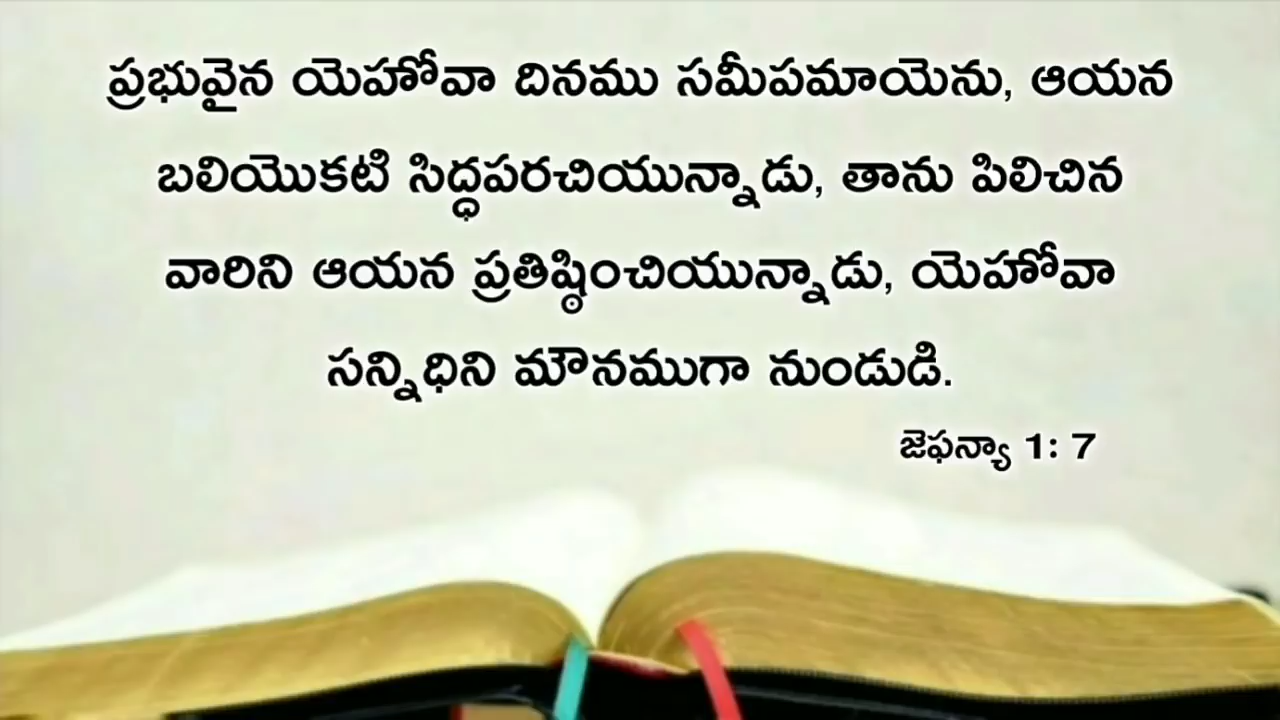 ప్రభువైన యెహోవా దినము సమీపమాయెను, ఆయన
బలియొకటి సిద్ధపరచియున్నాడు, తాను పిలిచిన
వారిని ఆయన ప్రతిష్ఠించియున్నాడు, యెహోవా
సన్నిధిని మౌనముగా నుండుడి.
జెఫన్యా 1: 7